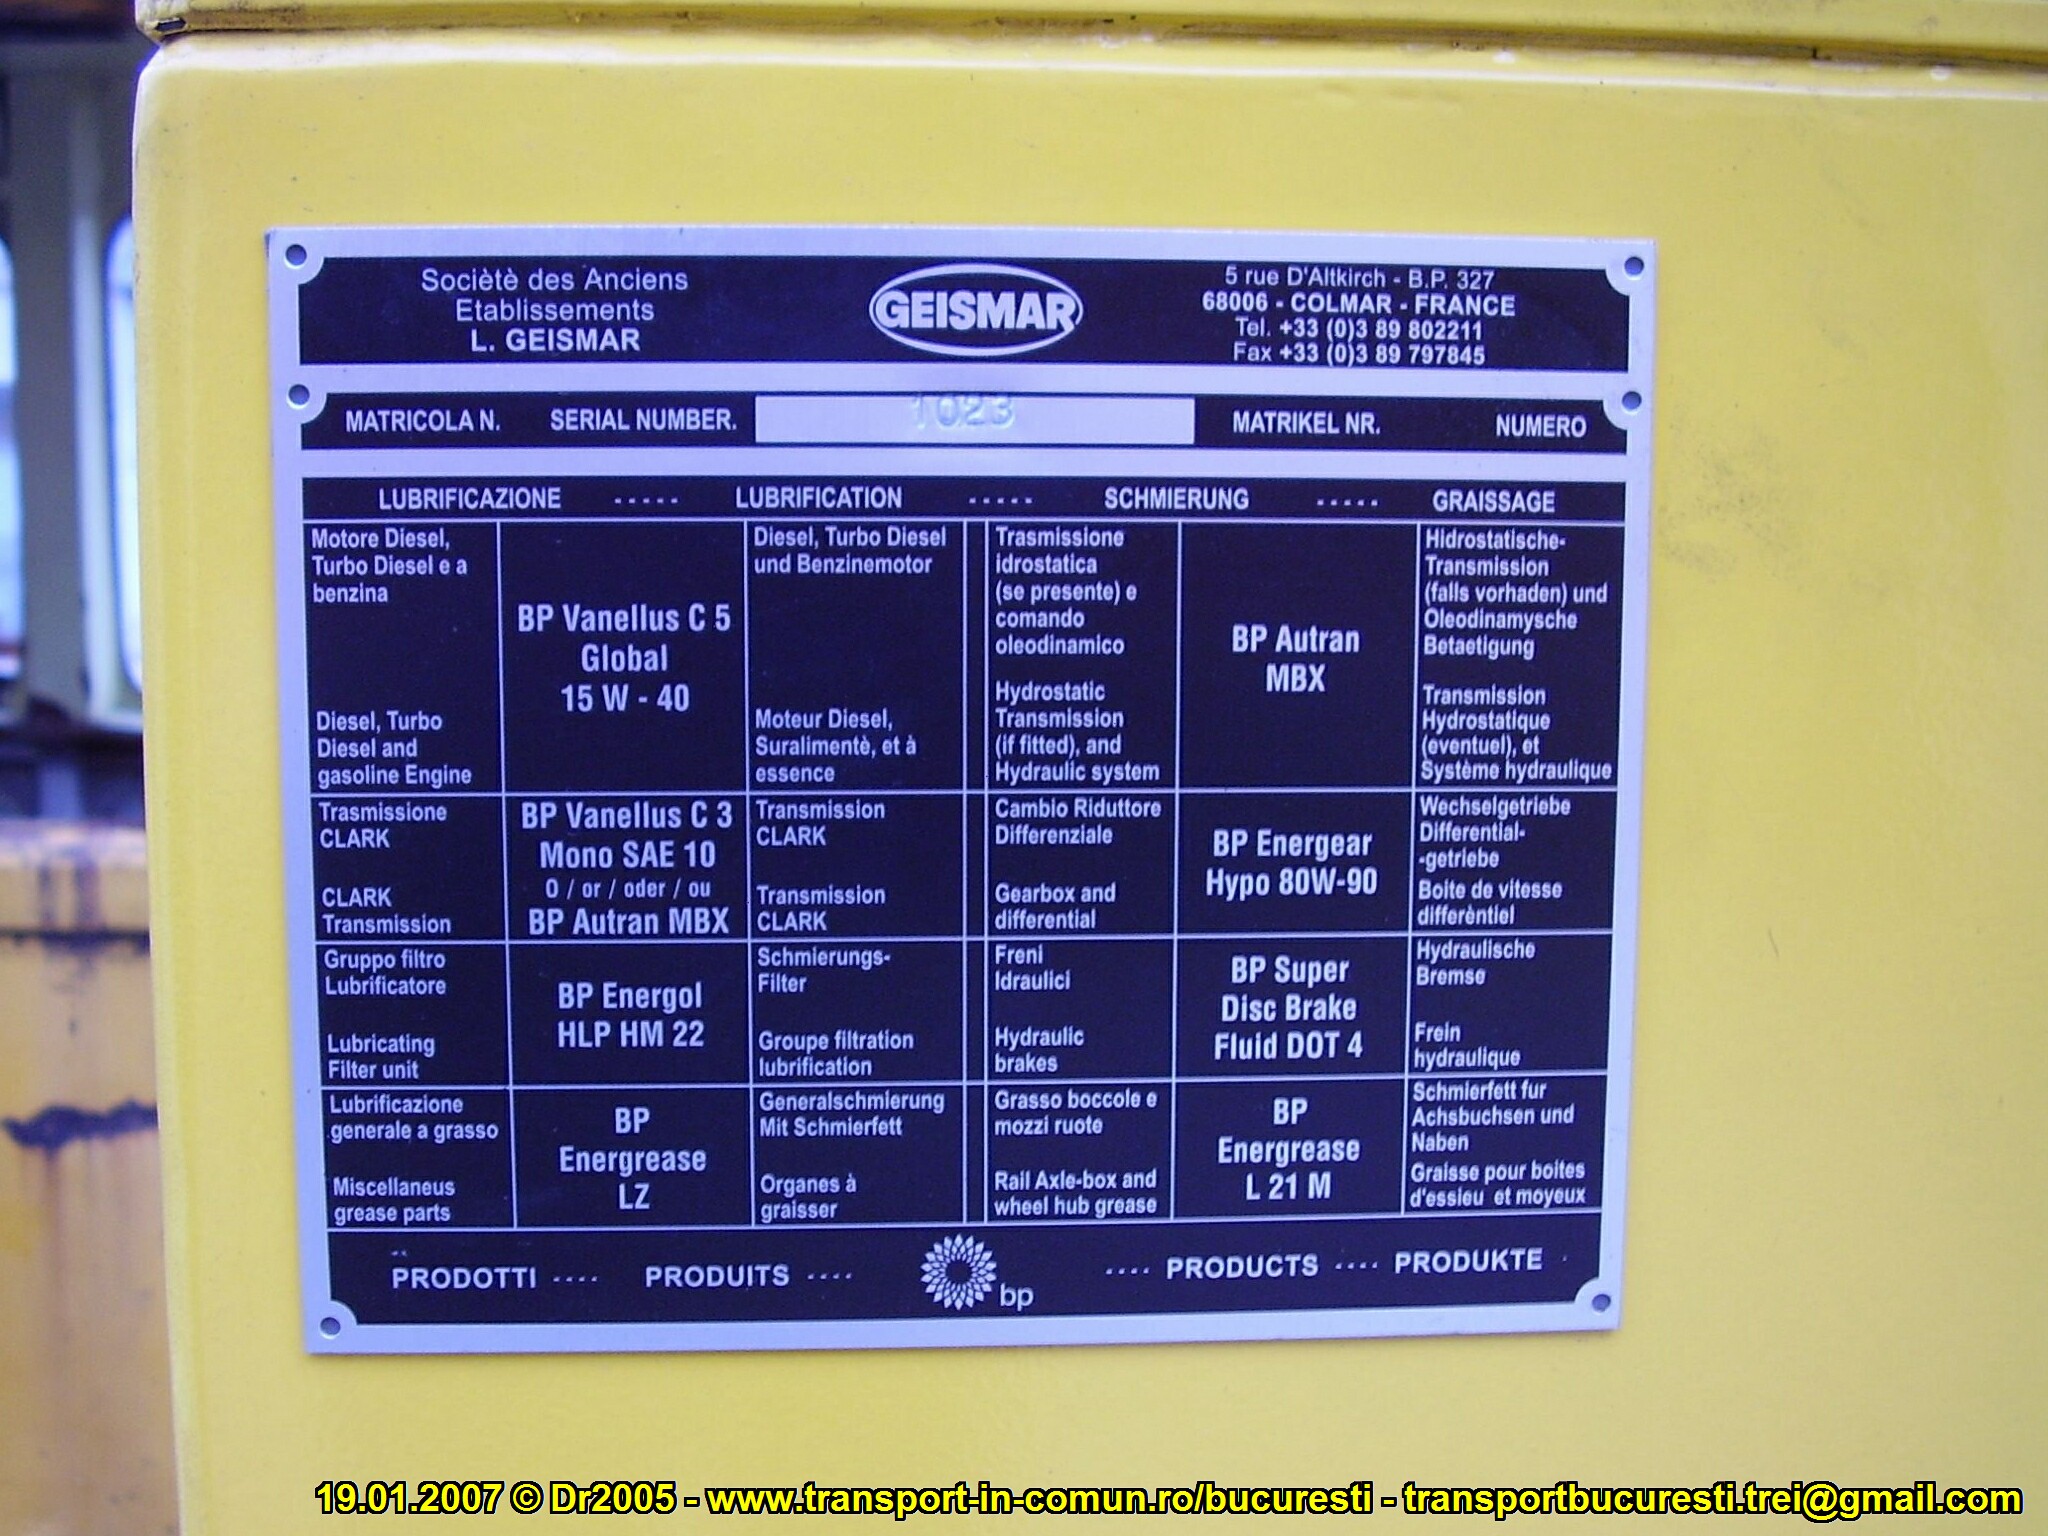 Sociètè des Anciens
Etablissements
L. GEISMAR
GEISMAR
5 rue D'Altkirch - B.P. 327
68006 - COLMAR - FRANCE
Tel. +33 (0)3 89 802211
Fax +33 (0)3 89 797845
MATRICOLA N. SERIAL NUMBER. 1023 MATRIKEL NR. NUMERO
LUBRIFICAZIONE ----- LUBRIFICATION ----- SCHMIERUNG ----- GRAISSAGE
Motore Diesel,
Turbo Diesel e a
benzina
Diesel, Turbo
Diesel and
gasoline Engine
BP Vanellus C 5
Global
15 W - 40
Diesel, Turbo Diesel
und Benzinemotor
Moteur Diesel,
Suralimentè, et à
essence
Trasmissione
idrostatica
(se presente) e
comando
oleodinamico
Hydrostatic
Transmission
(if fitted), and
Hydraulic system
BP Autran
MBX
Hidrostatische-
Transmission
(falls vorhaden) und
Oleodinamysche
Betaetigung
Transmission
Hydrostatique
(eventuel), et
Système hydraulique
Trasmissione
CLARK
CLARK
Transmission
BP Vanellus C 3
Mono SAE 10
O / or / oder / ou
BP Autran MBX
Transmission
CLARK
Transmission
CLARK
Cambio Riduttore
Differenziale
Gearbox and
differential
BP Energear
Hypo 80W-90
Wechselgetriebe
Differential-
-getriebe
Boite de vitesse
differèntiel
Gruppo filtro
Lubrificatore
Lubricating
Filter unit
BP Energol
HLP HM 22
Schmierungs-
Filter
Groupe filtration
lubrification
Freni
Idraulici
Hydraulic
brakes
BP Super
Disc Brake
Fluid DOT 4
Hydraulische
Bremse
Frein
hydraulique
Lubrificazione
generale a grasso
Miscellaneus
grease parts
BP
Energrease
LZ
Generalschmierung
Mit Schmierfett
Organes à
graisser
Grasso boccole e
mozzi ruote
Rail Axle-box and
wheel hub grease
BP
Energrease
L 21 M
Schmierfett fur
Achsbuchsen und
Naben
Graisse pour boites
d'essieu et moyeux
PRODOTTI ---- PRODUITS ---- bp ---- PRODUCTS ---- PRODUKTE
19.01.2007 © Dr2005 - www.transport-in-comun.ro/bucuresti - transportbucuresti.trei@gmail.com